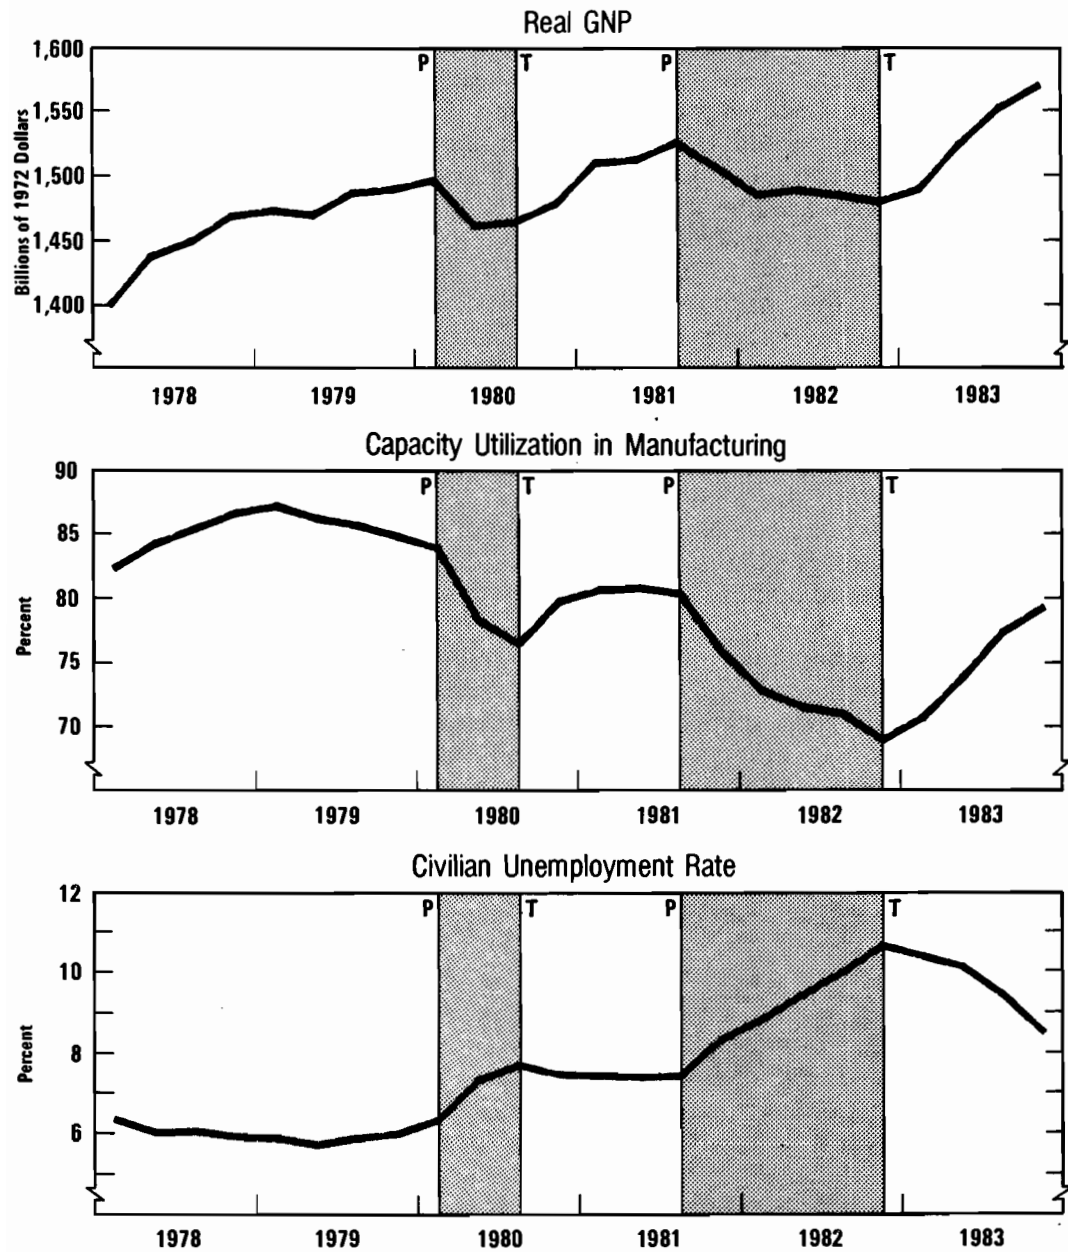 Real GNP
1,600
P T P T
1,550
1,500
1,450
1,400
Billions of 1972 Dollars
1978 1979 1980 1981 1982 1983
Capacity Utilization in Manufacturing
90
P T P T
85
80
75
70
Percent
1978 1979 1980 1981 1982 1983
Civilian Unemployment Rate
12
P T P T
10
8
6
Percent
1978 1979 1980 1981 1982 1983